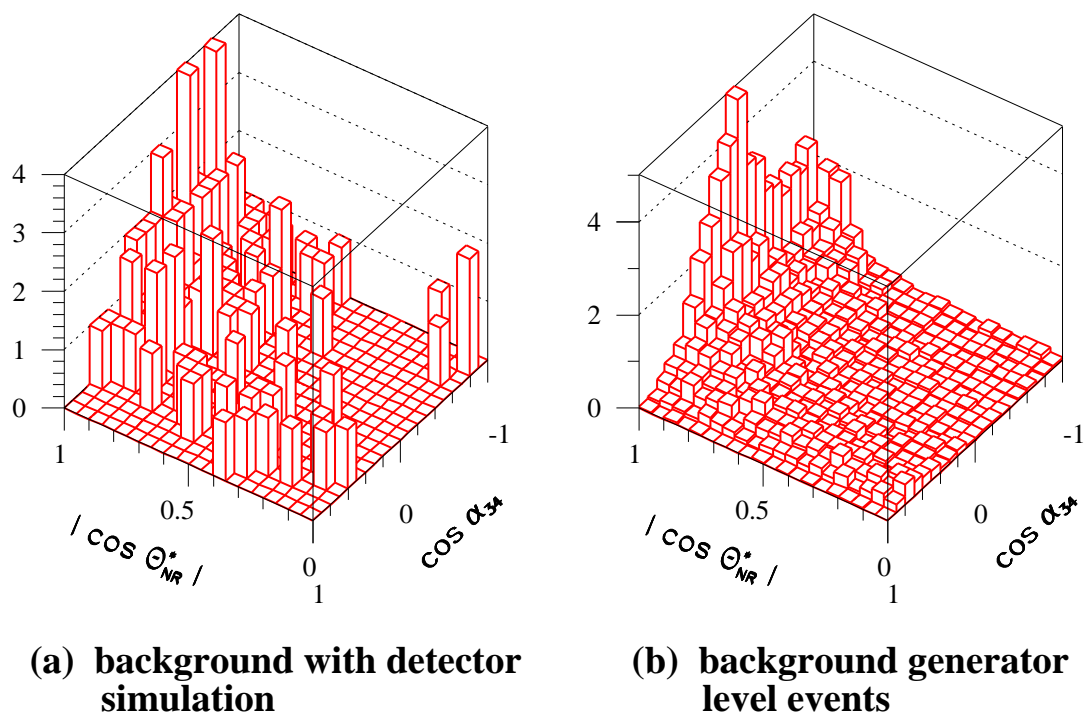 4
3
2
1
0
1
0.5
0
1
0
-1
| COS Θ*NR |
COS α34
4
2
0
1
0.5
0
1
0
-1
| COS Θ*NR |
COS α34
(a) background with detector
simulation
(b) background generator
level events